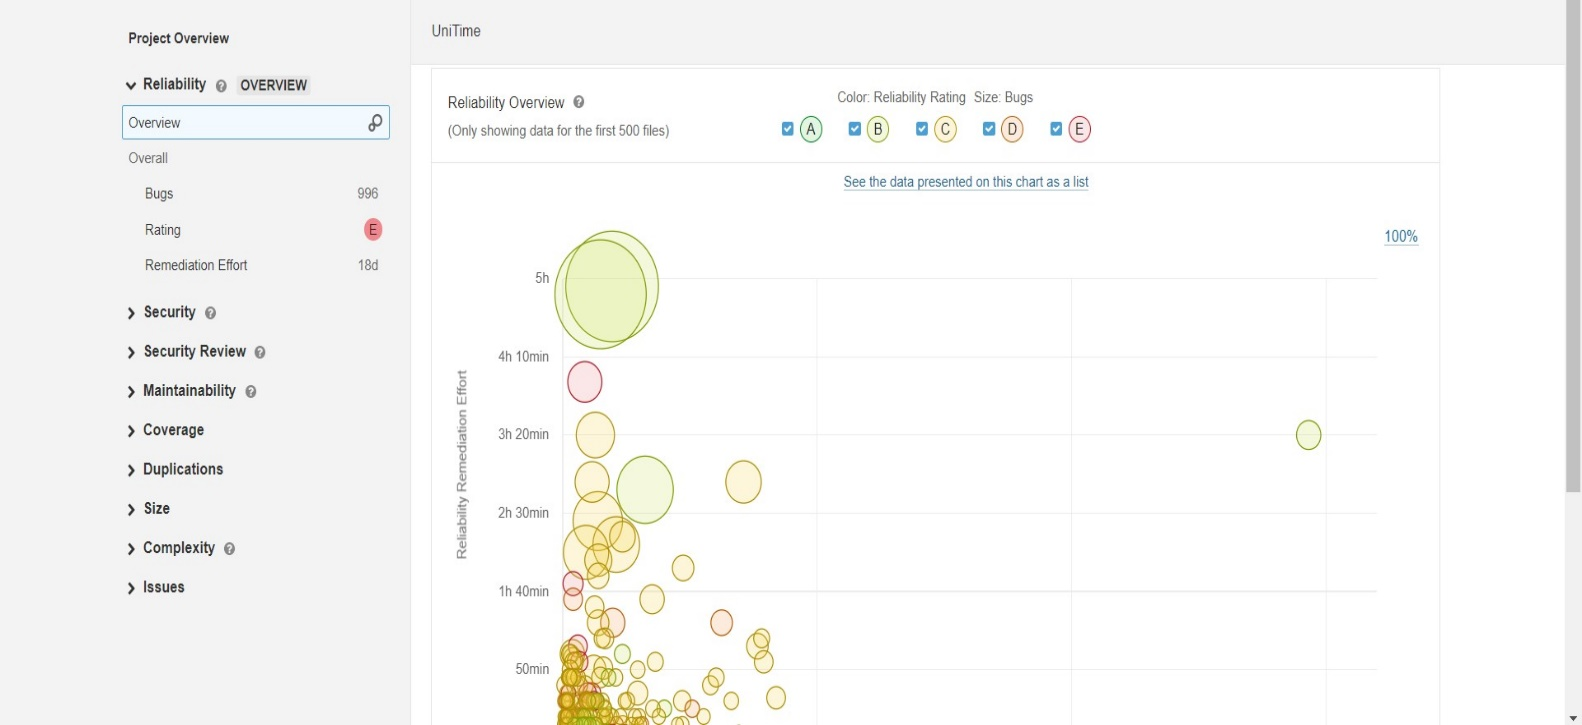 Project Overview
Reliability ? OVERVIEW
Overview
Overall
Bugs 996
Rating E
Remediation Effort 18d
Security ?
Security Review ?
Maintainability ?
Coverage
Duplications
Size
Complexity ?
Issues
UniTime
Reliability Overview ?
(Only showing data for the first 500 files)
Color: Reliability Rating Size: Bugs
A B C D E
See the data presented on this chart as a list
100%
Reliability Remediation Effort
5h
4h 10min
3h 20min
2h 30min
1h 40min
50min